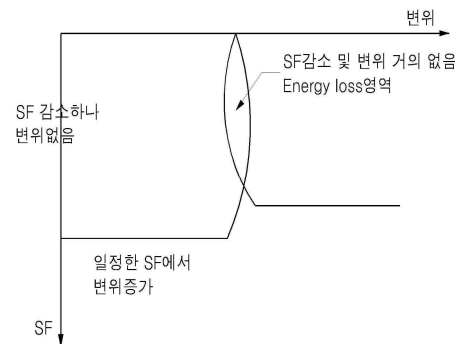 변위
SF감소 및 변위 거의 없음
Energy loss영역
SF 감소하나
변위없음
일정한 SF에서
변위증가
SF